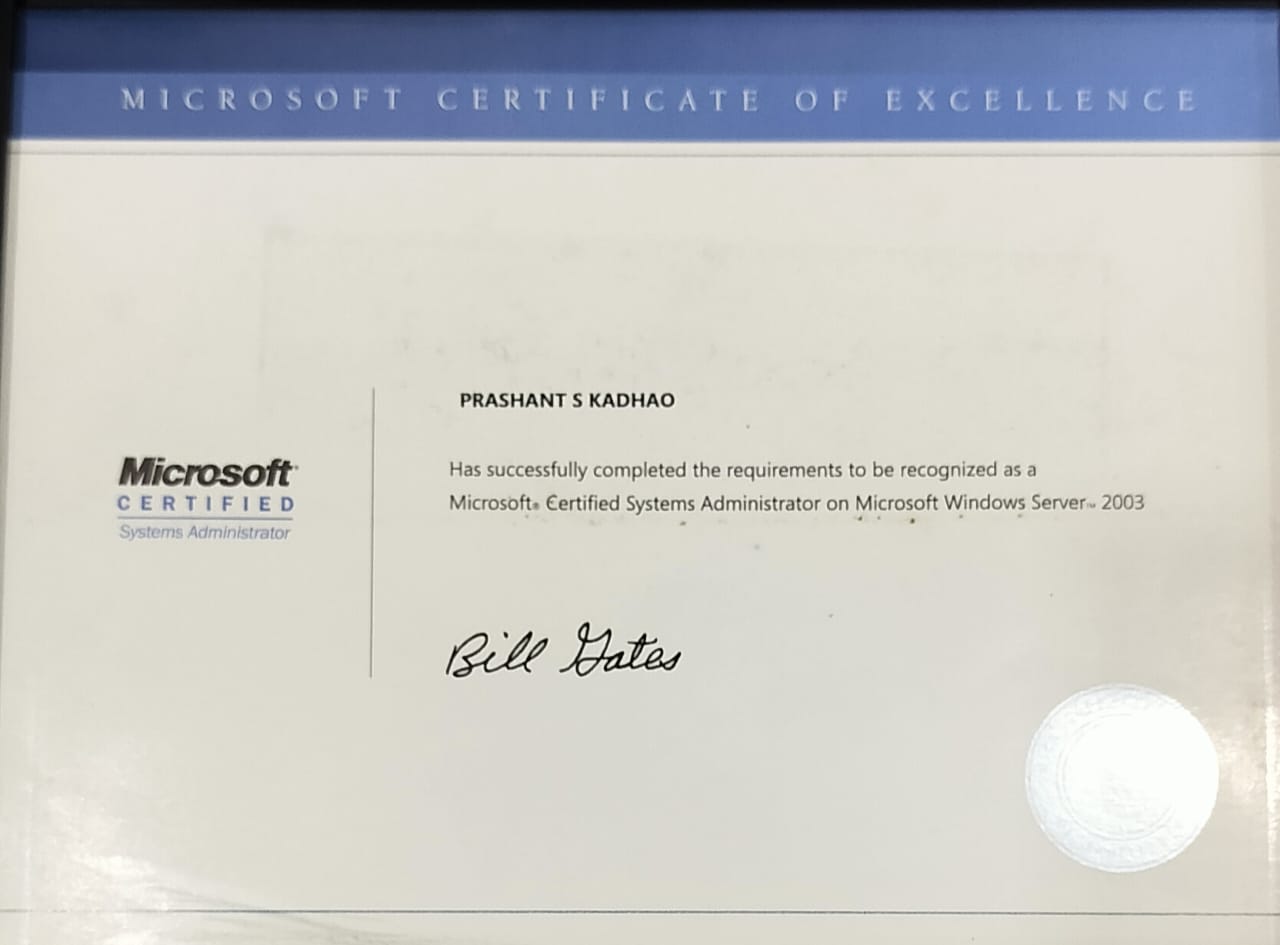 MICROSOFT CERTIFICATE OF EXCELLENCE
PRASHANT S KADHAO
Microsoft®
CERTIFIED
Systems Administrator
Has successfully completed the requirements to be recognized as a
Microsoft® Certified Systems Administrator on Microsoft Windows Server™ 2003
Bill Gates